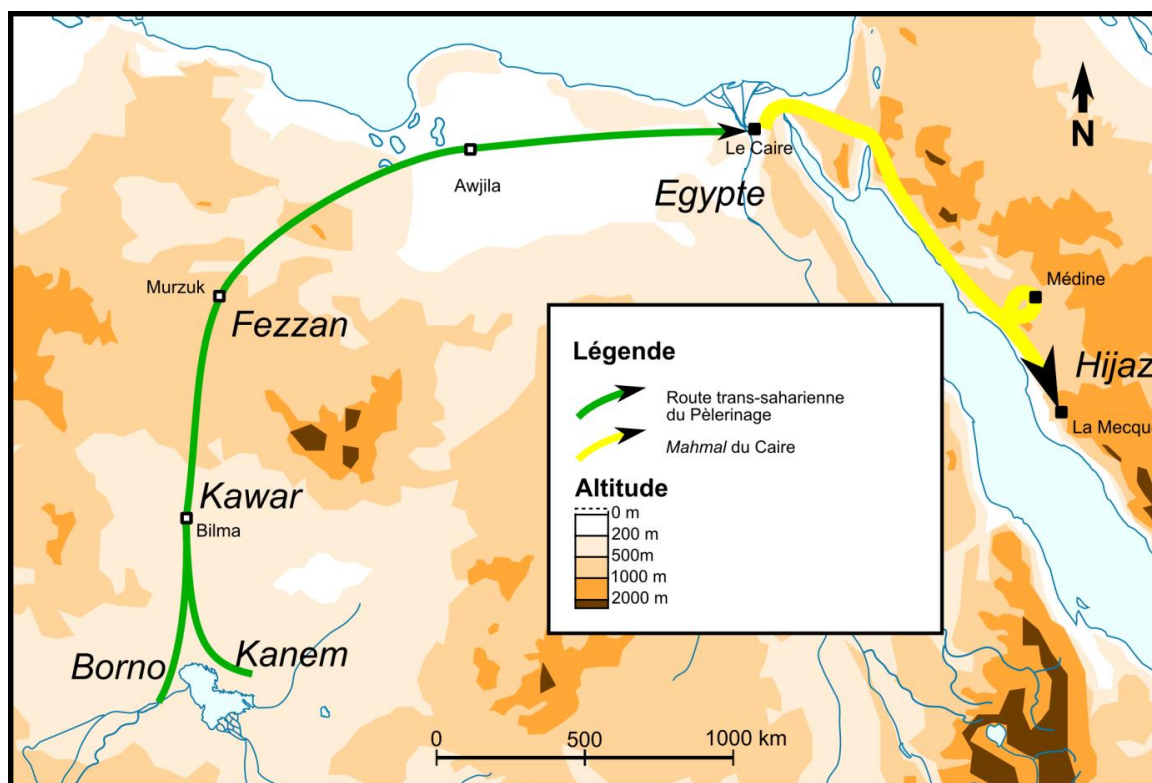 N
Le Caire
Awjila
Egypte
Murzuk
Médine
Fezzan
Hijaz
La Mecque
Kawar
Bilma
Kanem
Borno
Légende
Route trans-saharienne
du Pèlerinage
Mahmal du Caire
Altitude
0 m
200 m
500m
1000 m
2000 m
0 500 1000 km